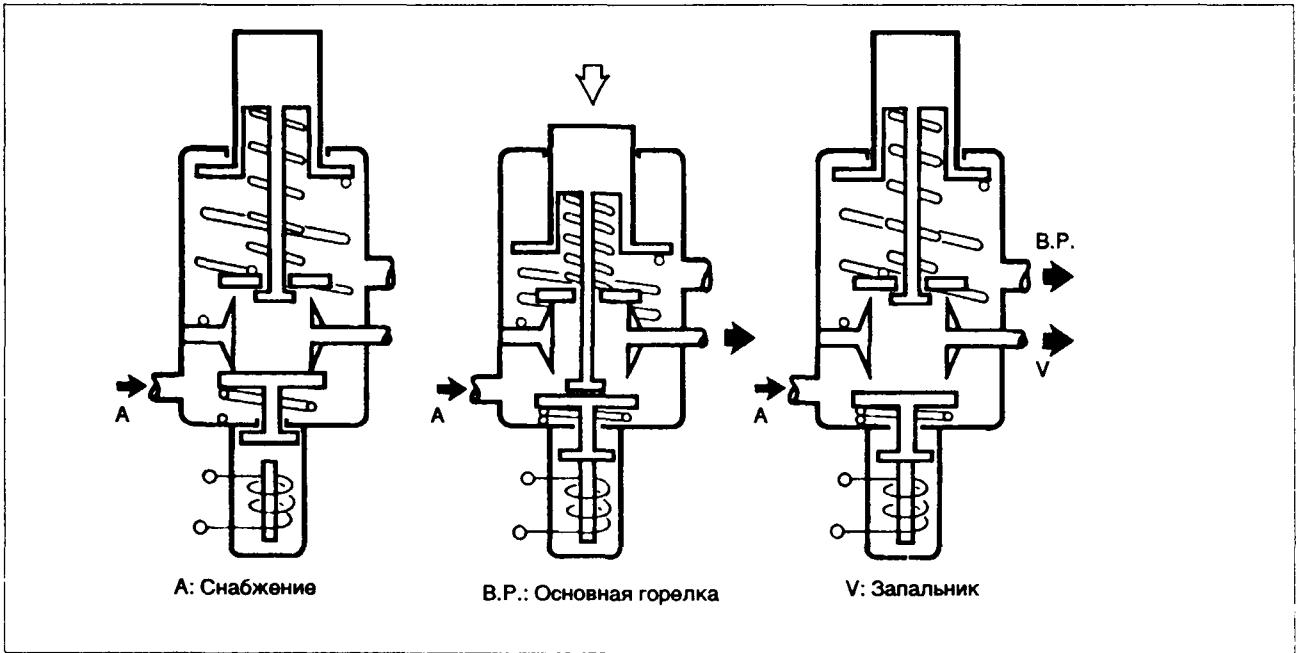 B.P.
V
A
A
A
A: Снабжение
B.P.: Основная горелка
V: Запальник